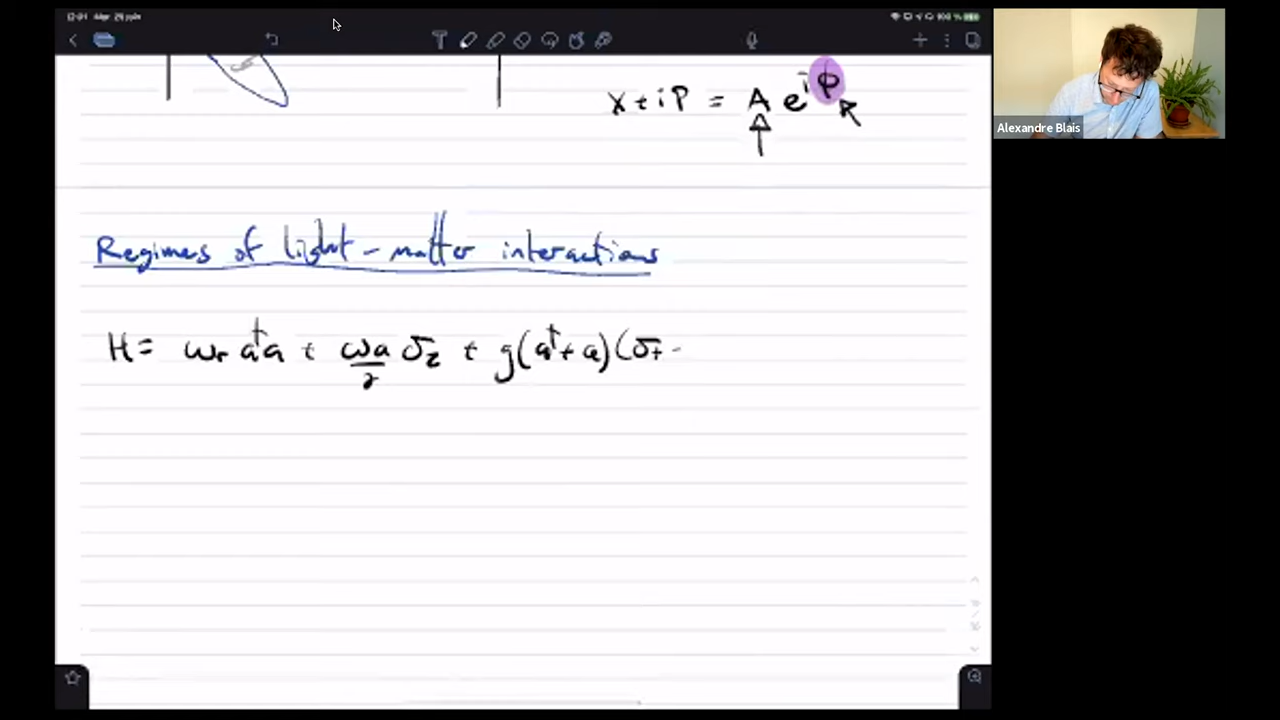 x + iP = A e^{iφ}
Alexandre Blais
Regimes of light-matter interactions
H = ωr a†a + ωa/2 σz + g(a† + a)(σ+ -